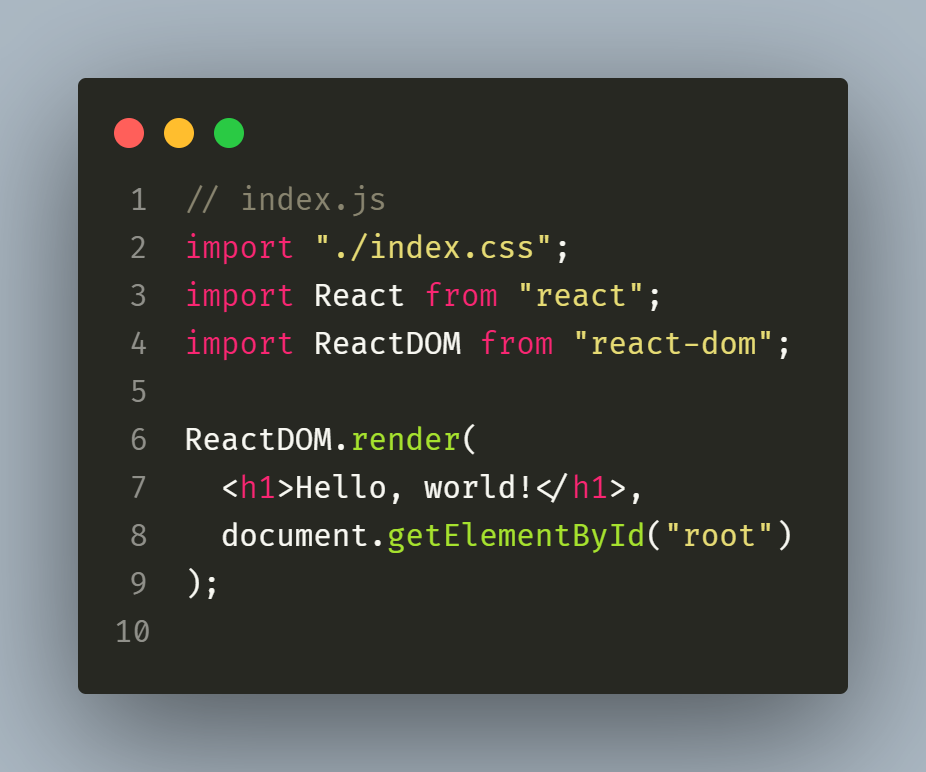 1 // index.js
2 import "./index.css";
3 import React from "react";
4 import ReactDOM from "react-dom";
5
6 ReactDOM.render(
7   <h1>Hello, world!</h1>,
8   document.getElementById("root")
9 );
10